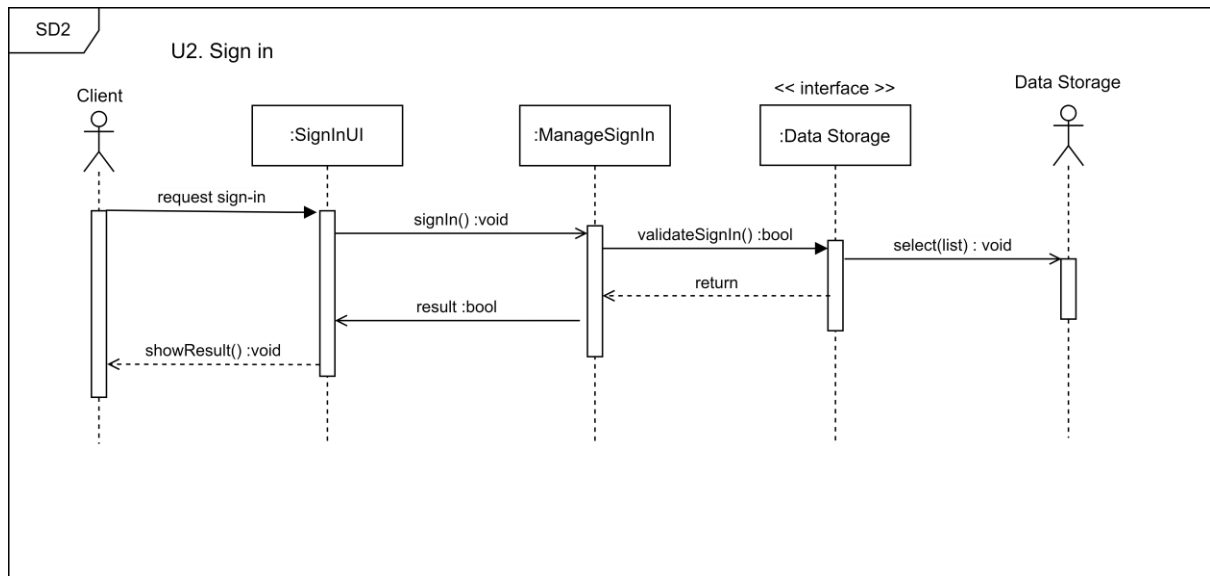 SD2
U2. Sign in
Client
:SignInUI
:ManageSignIn
<< interface >>
:Data Storage
Data Storage
request sign-in
signIn() :void
validateSignIn() :bool
select(list) : void
return
result :bool
showResult() :void